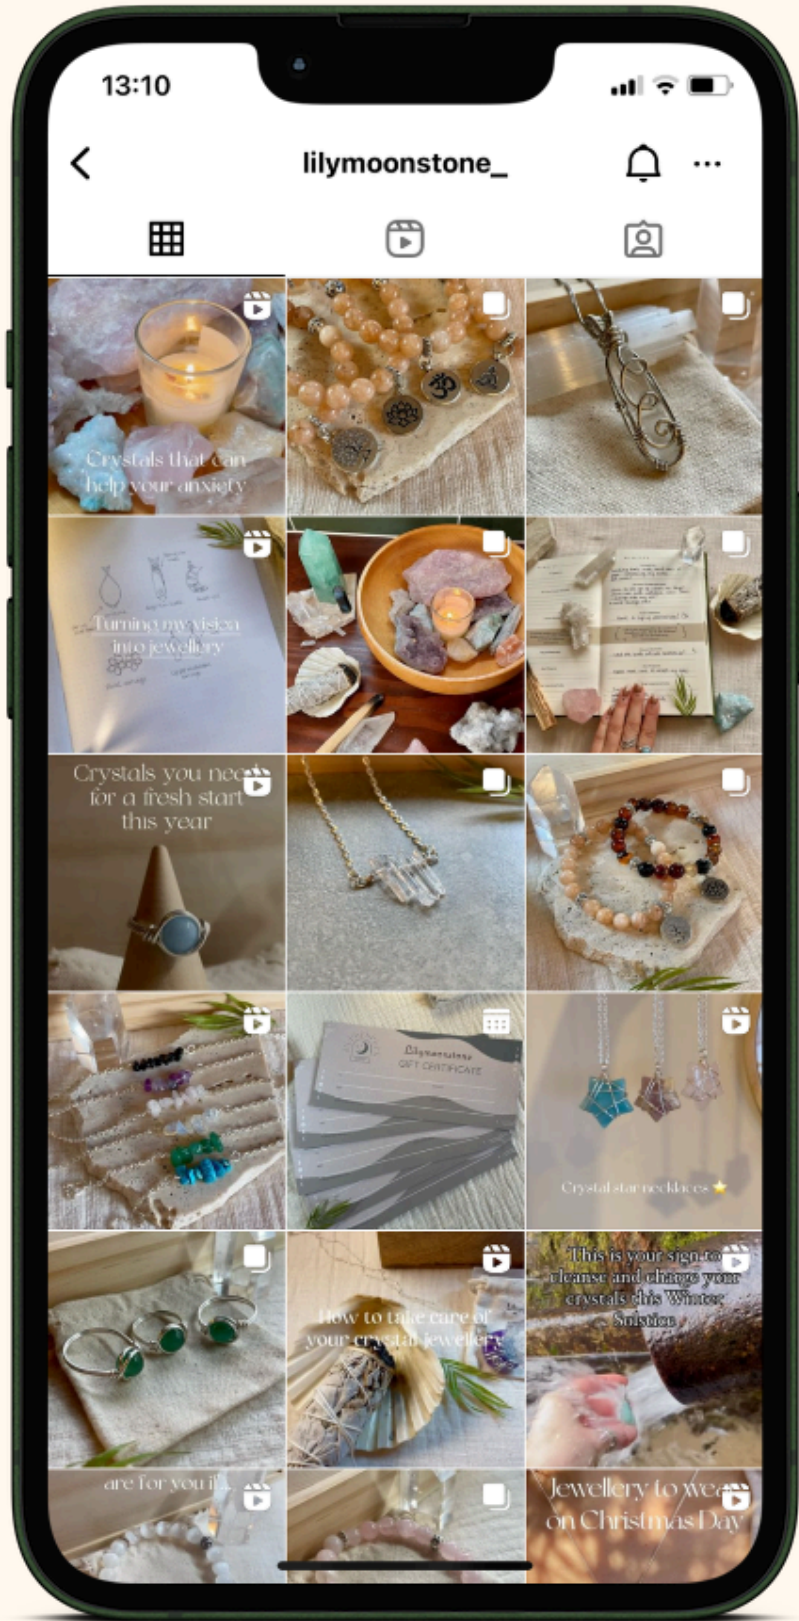 13:10
lilymoonstone_
Crystals that can
help your anxiety
Turning my vision
into jewellery
Crystals you need
for a fresh start
this year
Lilymoonstone
GIFT CERTIFICATE
Crystal star necklaces ⭐
How to take care of
your crystal jewellery
This is your sign to
cleanse and charge your
crystals this Winter
Solstice
are for you if...
Jewellery to wear
on Christmas Day